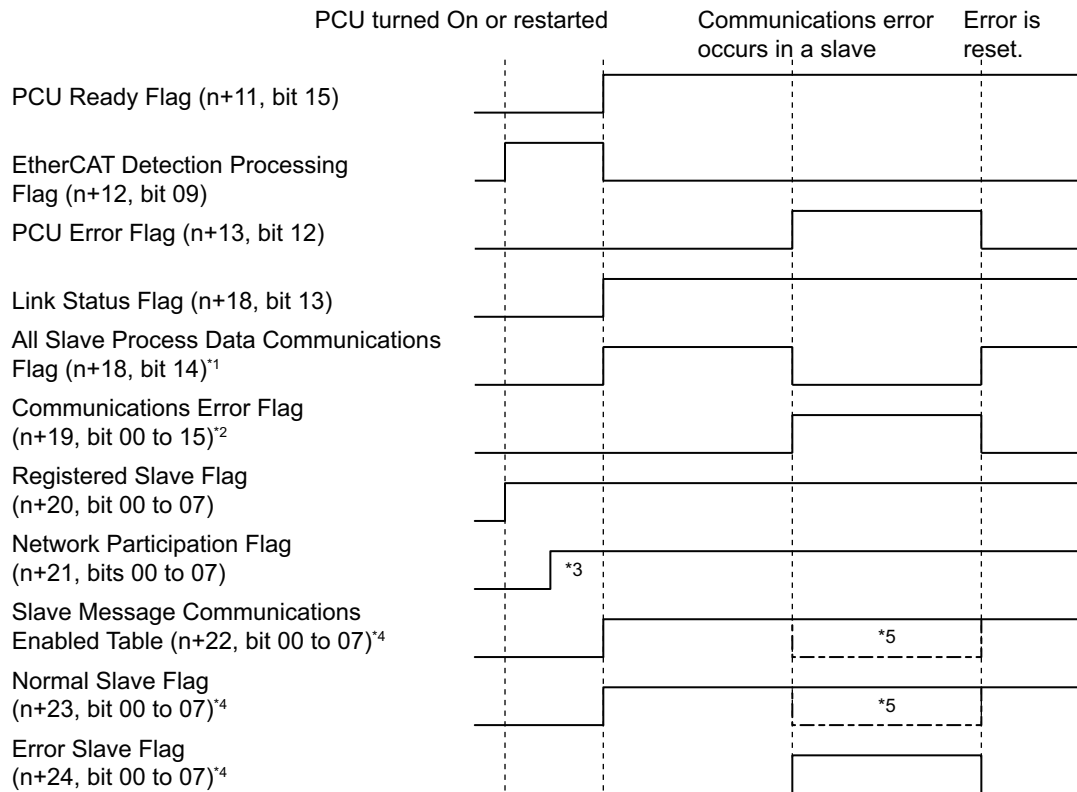 PCU turned On or restarted
Communications error
occurs in a slave
Error is
reset.
PCU Ready Flag (n+11, bit 15)
EtherCAT Detection Processing
Flag (n+12, bit 09)
PCU Error Flag (n+13, bit 12)
Link Status Flag (n+18, bit 13)
All Slave Process Data Communications
Flag (n+18, bit 14)*1
Communications Error Flag
(n+19, bit 00 to 15)*2
Registered Slave Flag
(n+20, bit 00 to 07)
Network Participation Flag
(n+21, bits 00 to 07)
*3
Slave Message Communications
Enabled Table (n+22, bit 00 to 07)*4
*5
Normal Slave Flag
(n+23, bit 00 to 07)*4
*5
Error Slave Flag
(n+24, bit 00 to 07)*4